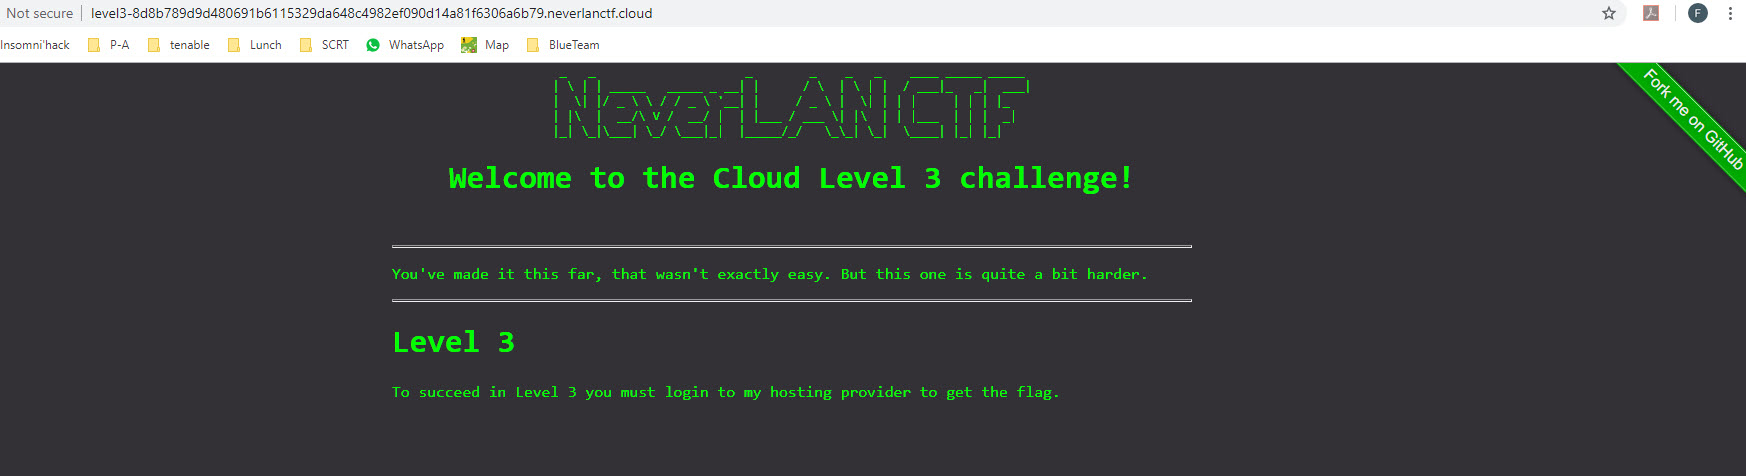 Not secure | level3-8d8b789d9d480691b6115329da648c4982ef090d14a81f6306a6b79.neverlanctf.cloud F
Insomni'hack P-A tenable Lunch SCRT WhatsApp Map BlueTeam
NeverLAN CTF
Fork me on GitHub
Welcome to the Cloud Level 3 challenge!
You've made it this far, that wasn't exactly easy. But this one is quite a bit harder.
Level 3
To succeed in Level 3 you must login to my hosting provider to get the flag.